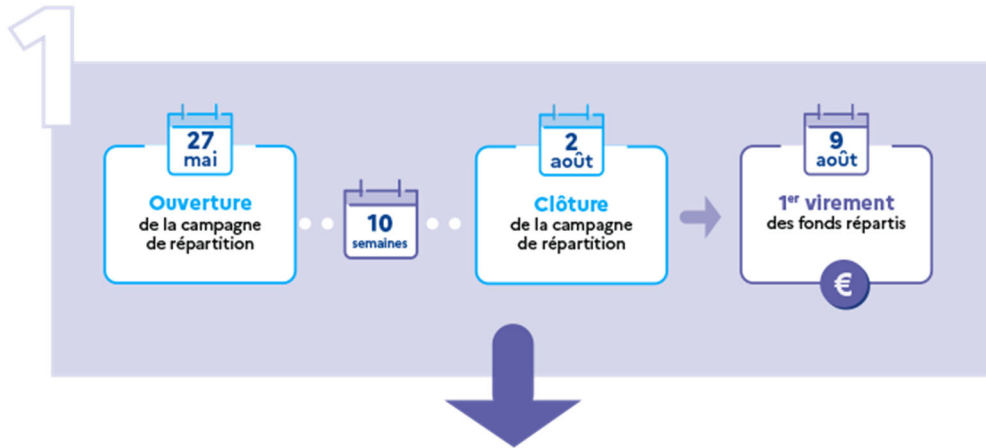 1
27
mai
Ouverture
de la campagne
de répartition
10
semaines
2
août
Clôture
de la campagne
de répartition
9
août
1er virement
des fonds répartis
€